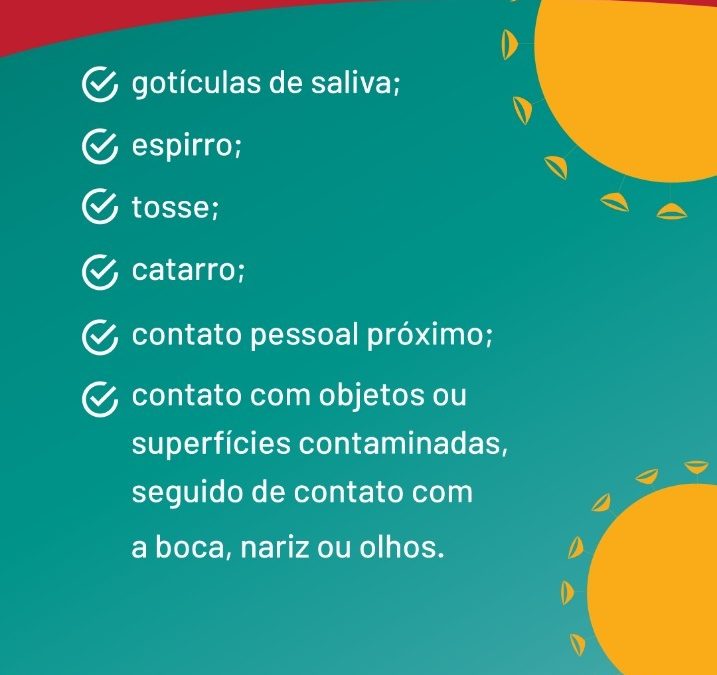 gotículas de saliva;
espirro;
tosse;
catarro;
contato pessoal próximo;
contato com objetos ou
superfícies contaminadas,
seguido de contato com
a boca, nariz ou olhos.